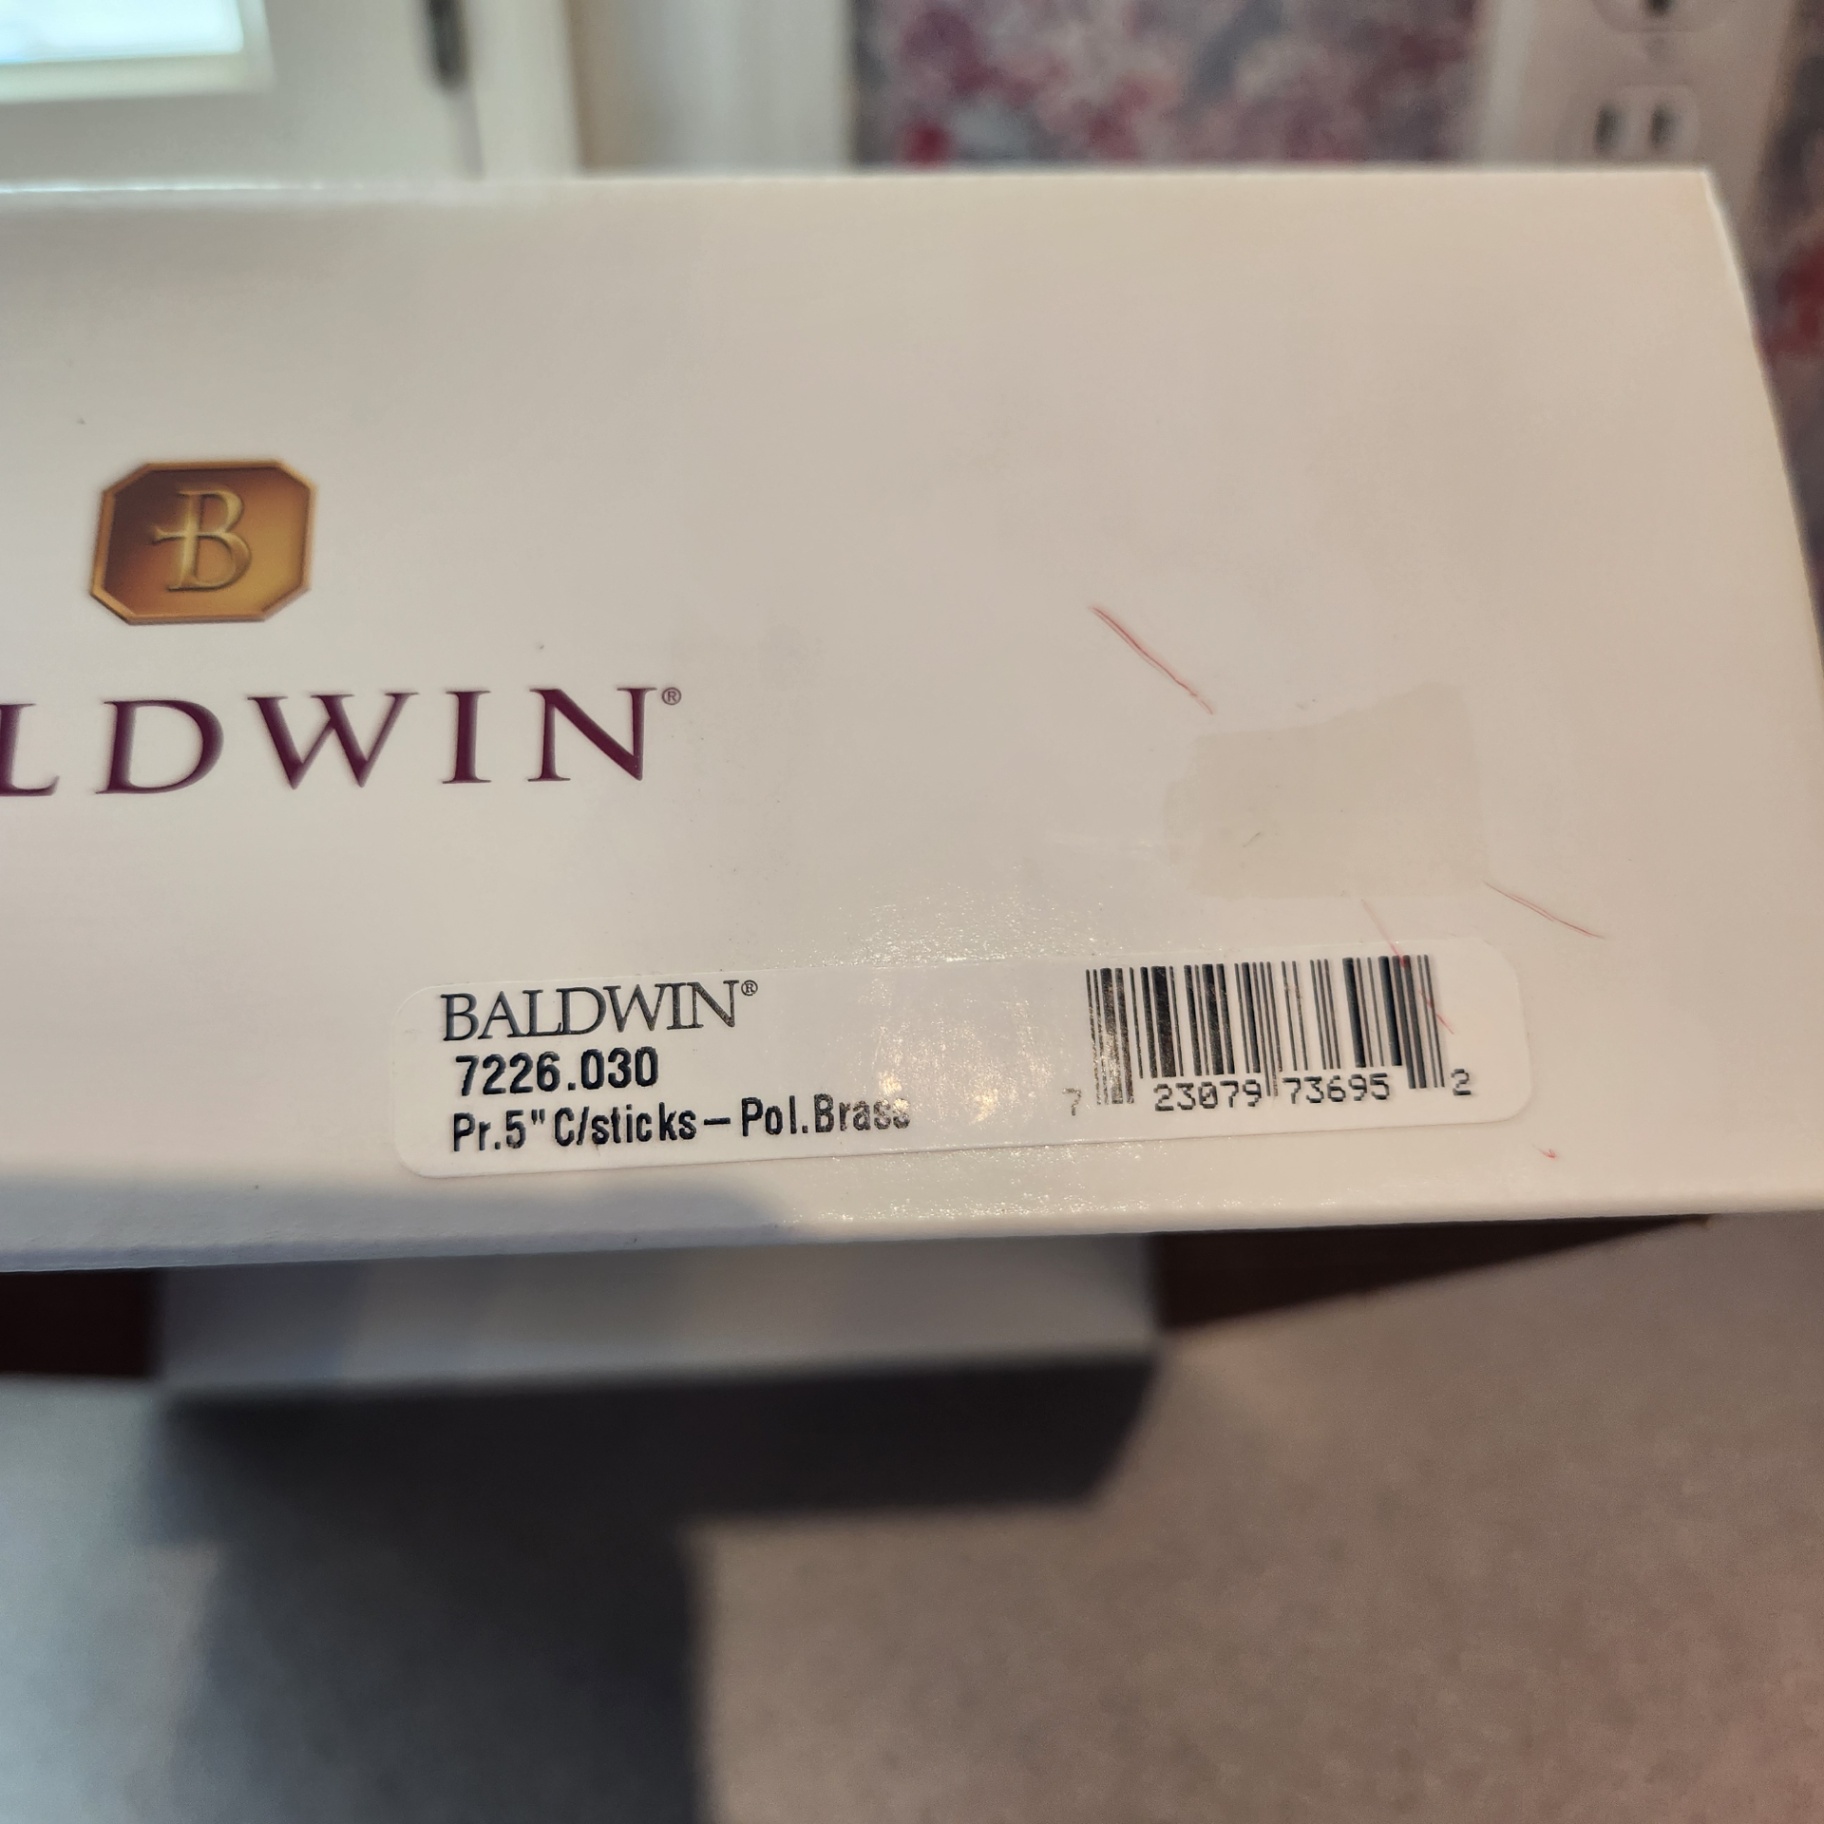 B
LDWIN®
BALDWIN®
7226.030
Pr.5"C/sticks-Pol.Brass
7 23079 73695 2